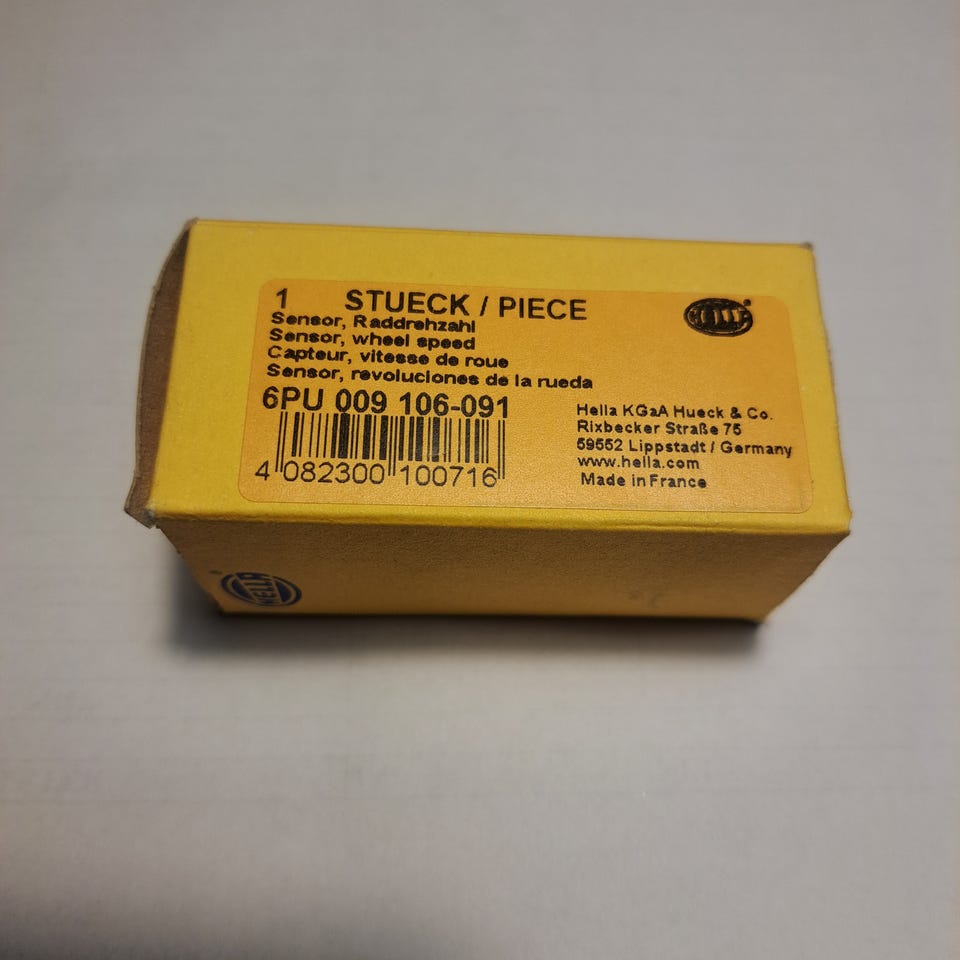 1 STUECK / PIECE
HELLA
Sensor, Raddrehzahl
Sensor, wheel speed
Capteur, vitesse de roue
Sensor, revoluciones de la rueda
6PU 009 106-091
4 082300 100716
Hella KGaA Hueck & Co.
Rixbecker Straße 75
59552 Lippstadt / Germany
www.hella.com
Made in France
HELLA